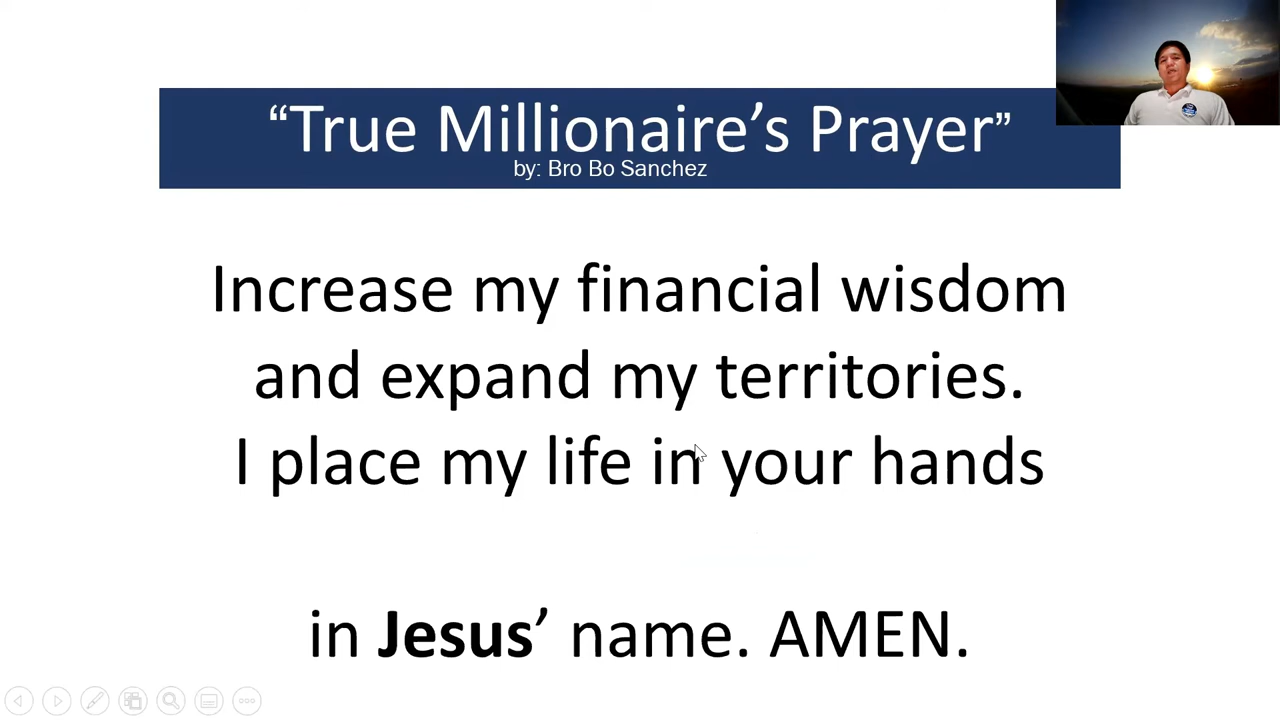 “True Millionaire’s Prayer”
by: Bro Bo Sanchez
Increase my financial wisdom
and expand my territories.
I place my life in your hands
in Jesus’ name. AMEN.